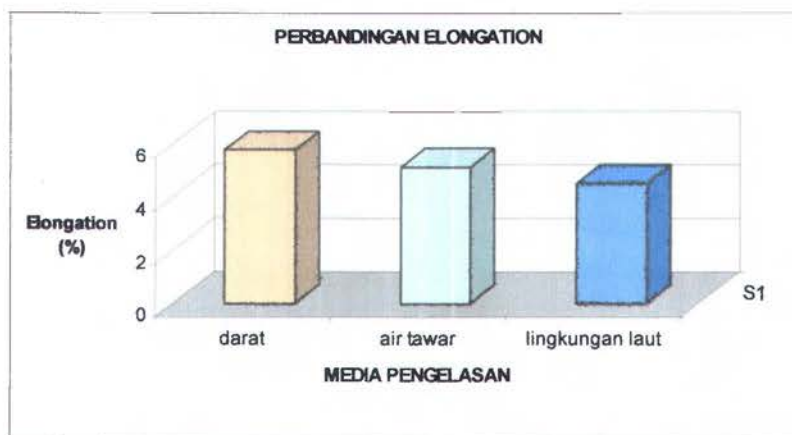 PERBANDINGAN ELONGATION
6
4
Elongation
(%)
2
0
S1
darat
air tawar
lingkungan laut
MEDIA PENGELASAN